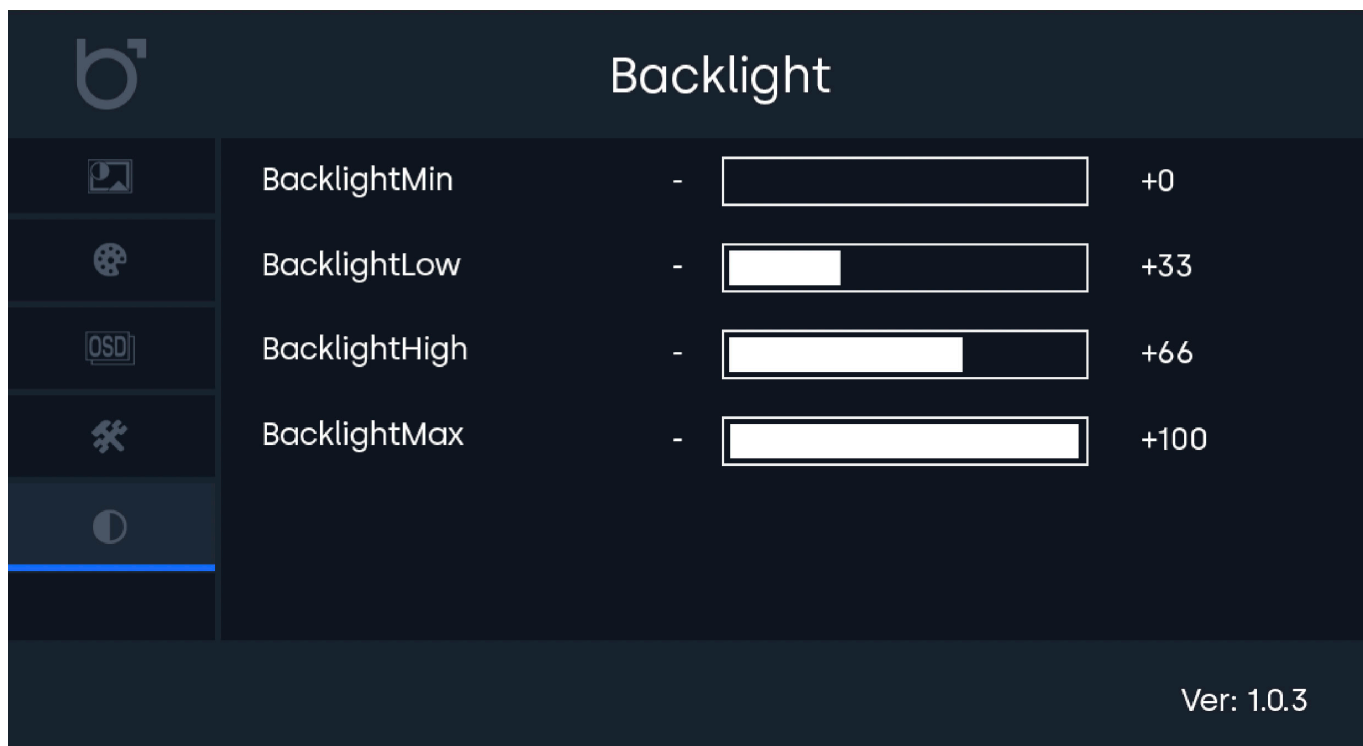 Backlight
BacklightMin - +0
BacklightLow - +33
OSD
BacklightHigh - +66
BacklightMax - +100
Ver: 1.0.3